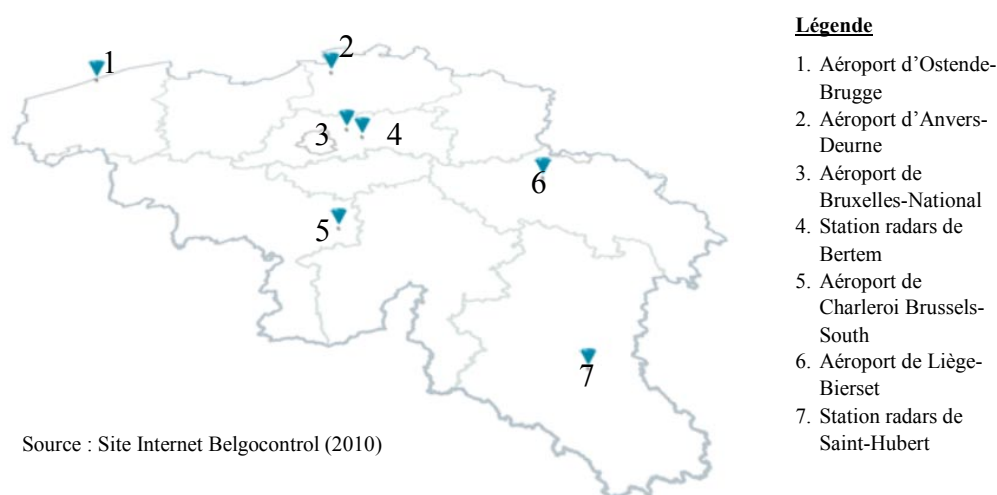 1
2
3
4
5
6
7
Source : Site Internet Belgocontrol (2010)
Légende
1. Aéroport d’Ostende-
Brugge
2. Aéroport d’Anvers-
Deurne
3. Aéroport de
Bruxelles-National
4. Station radars de
Bertem
5. Aéroport de
Charleroi Brussels-
South
6. Aéroport de Liège-
Bierset
7. Station radars de
Saint-Hubert